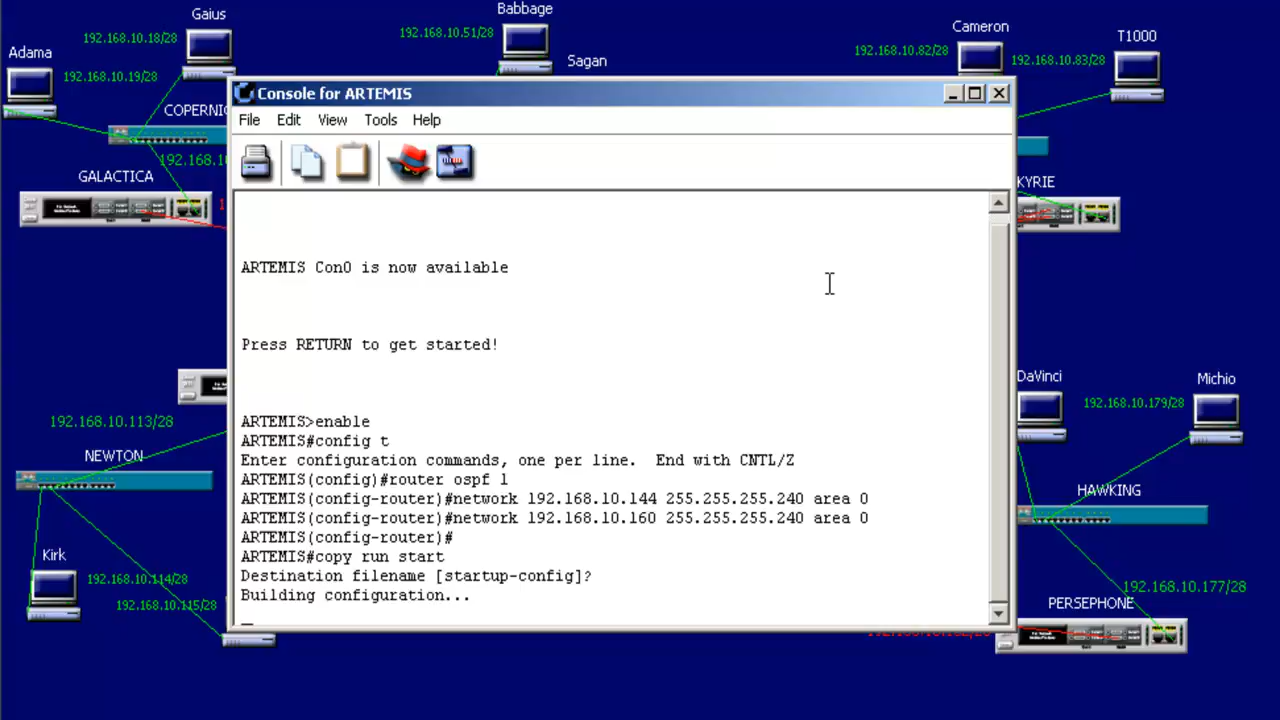 Gaius
Babbage
Cameron
T1000
Adama
192.168.10.18/28
192.168.10.51/28
192.168.10.82/28
192.168.10.83/28
192.168.10.19/28
Sagan
Console for ARTEMIS
File Edit View Tools Help
192.168.10
GALACTICA
ARTEMIS Con0 is now available
Press RETURN to get started!
DaVinci
Michio
192.168.10.113/28
192.168.10.179/28
NEWTON
HAWKING
ARTEMIS>enable
ARTEMIS#config t
Enter configuration commands, one per line.  End with CNTL/Z
ARTEMIS(config)#router ospf 1
ARTEMIS(config-router)#network 192.168.10.144 255.255.255.240 area 0
ARTEMIS(config-router)#network 192.168.10.160 255.255.255.240 area 0
ARTEMIS(config-router)#
ARTEMIS#copy run start
Destination filename [startup-config]?
Building configuration...
Kirk
192.168.10.114/28
192.168.10.115/28
192.168.10.177/28
PERSEPHONE